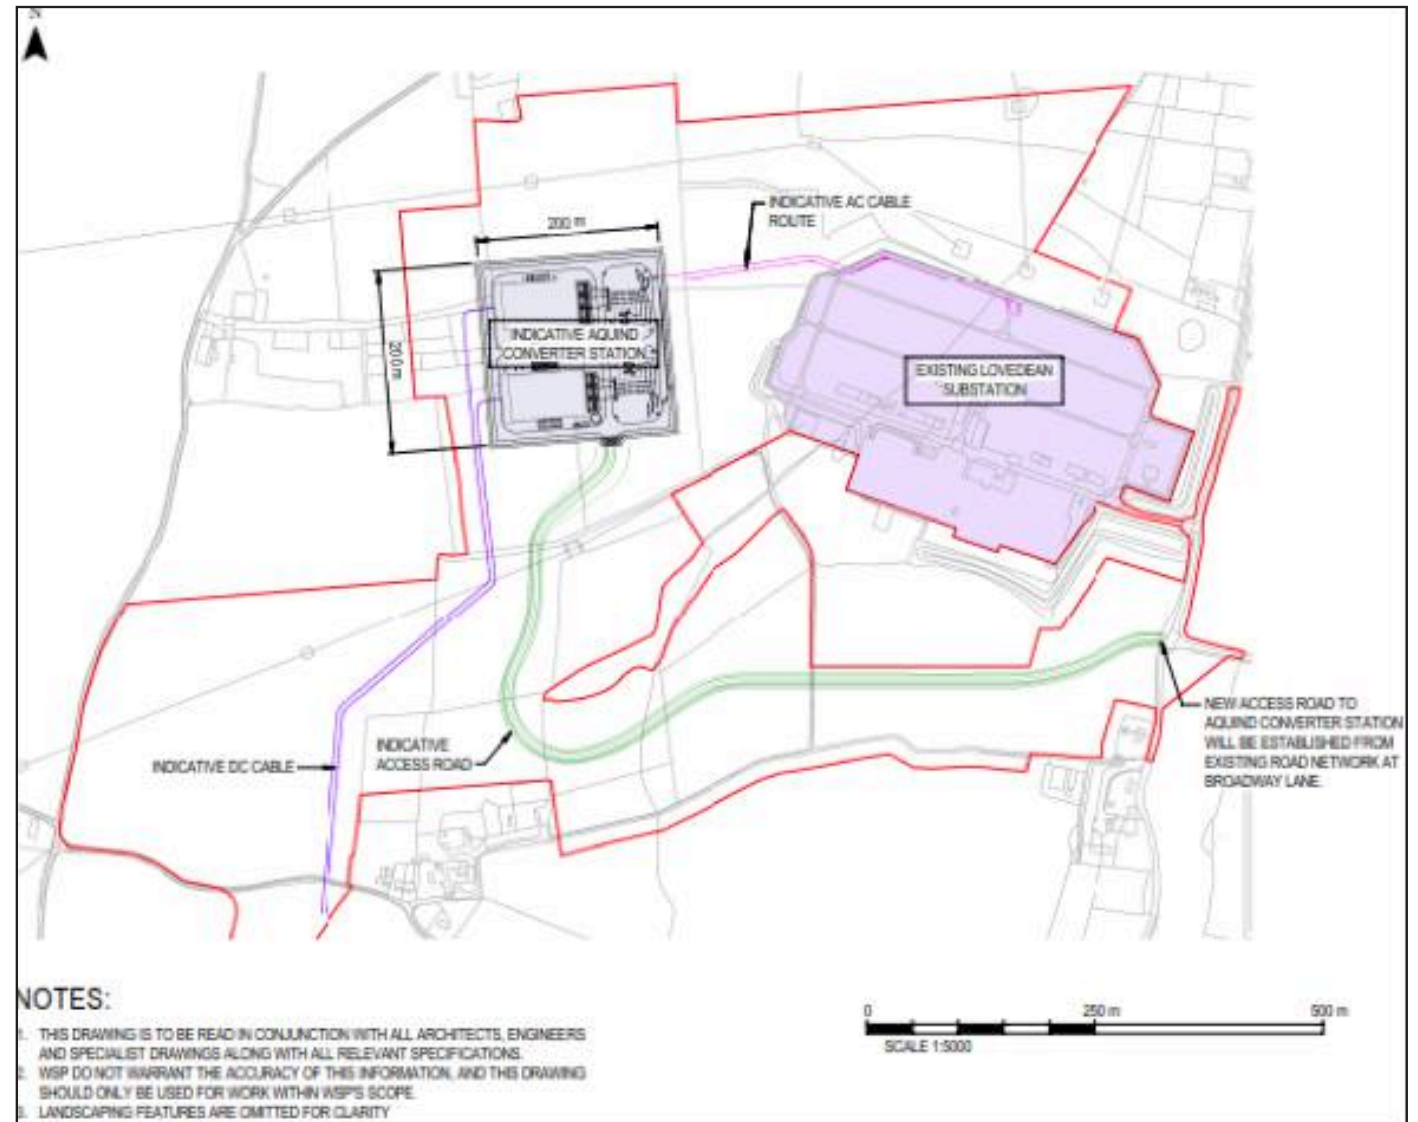 N
INDICATIVE AC CABLE
ROUTE
200 m
200 m
INDICATIVE AQUIND
CONVERTER STATION
EXISTING LOVEDEAN
SUBSTATION
INDICATIVE
ACCESS ROAD
INDICATIVE DC CABLE
NEW ACCESS ROAD TO
AQUIND CONVERTER STATION
WILL BE ESTABLISHED FROM
EXISTING ROAD NETWORK AT
BROADWAY LANE.
NOTES:
1. THIS DRAWING IS TO BE READ IN CONJUNCTION WITH ALL ARCHITECTS, ENGINEERS
AND SPECIALIST DRAWINGS ALONG WITH ALL RELEVANT SPECIFICATIONS.
2. WSP DO NOT WARRANT THE ACCURACY OF THIS INFORMATION, AND THIS DRAWING
SHOULD ONLY BE USED FOR WORK WITHIN WSP'S SCOPE.
3. LANDSCAPING FEATURES ARE OMITTED FOR CLARITY
0 250 m 500 m
SCALE 1:5000